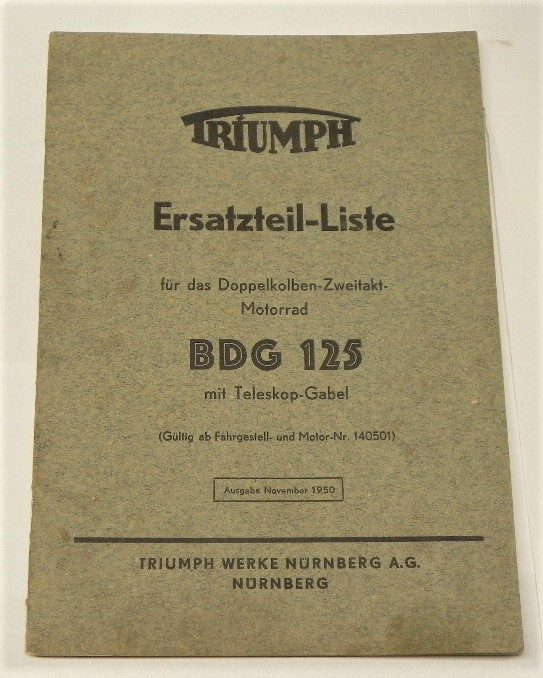 TRIUMPH
Ersatzteil-Liste
für das Doppelkolben-Zweitakt-
Motorrad
BDG 125
mit Teleskop-Gabel
(Gültig ab Fahrgestell- und Motor-Nr. 140501)
Ausgabe November 1950
TRIUMPH WERKE NÜRNBERG A.G.
NÜRNBERG